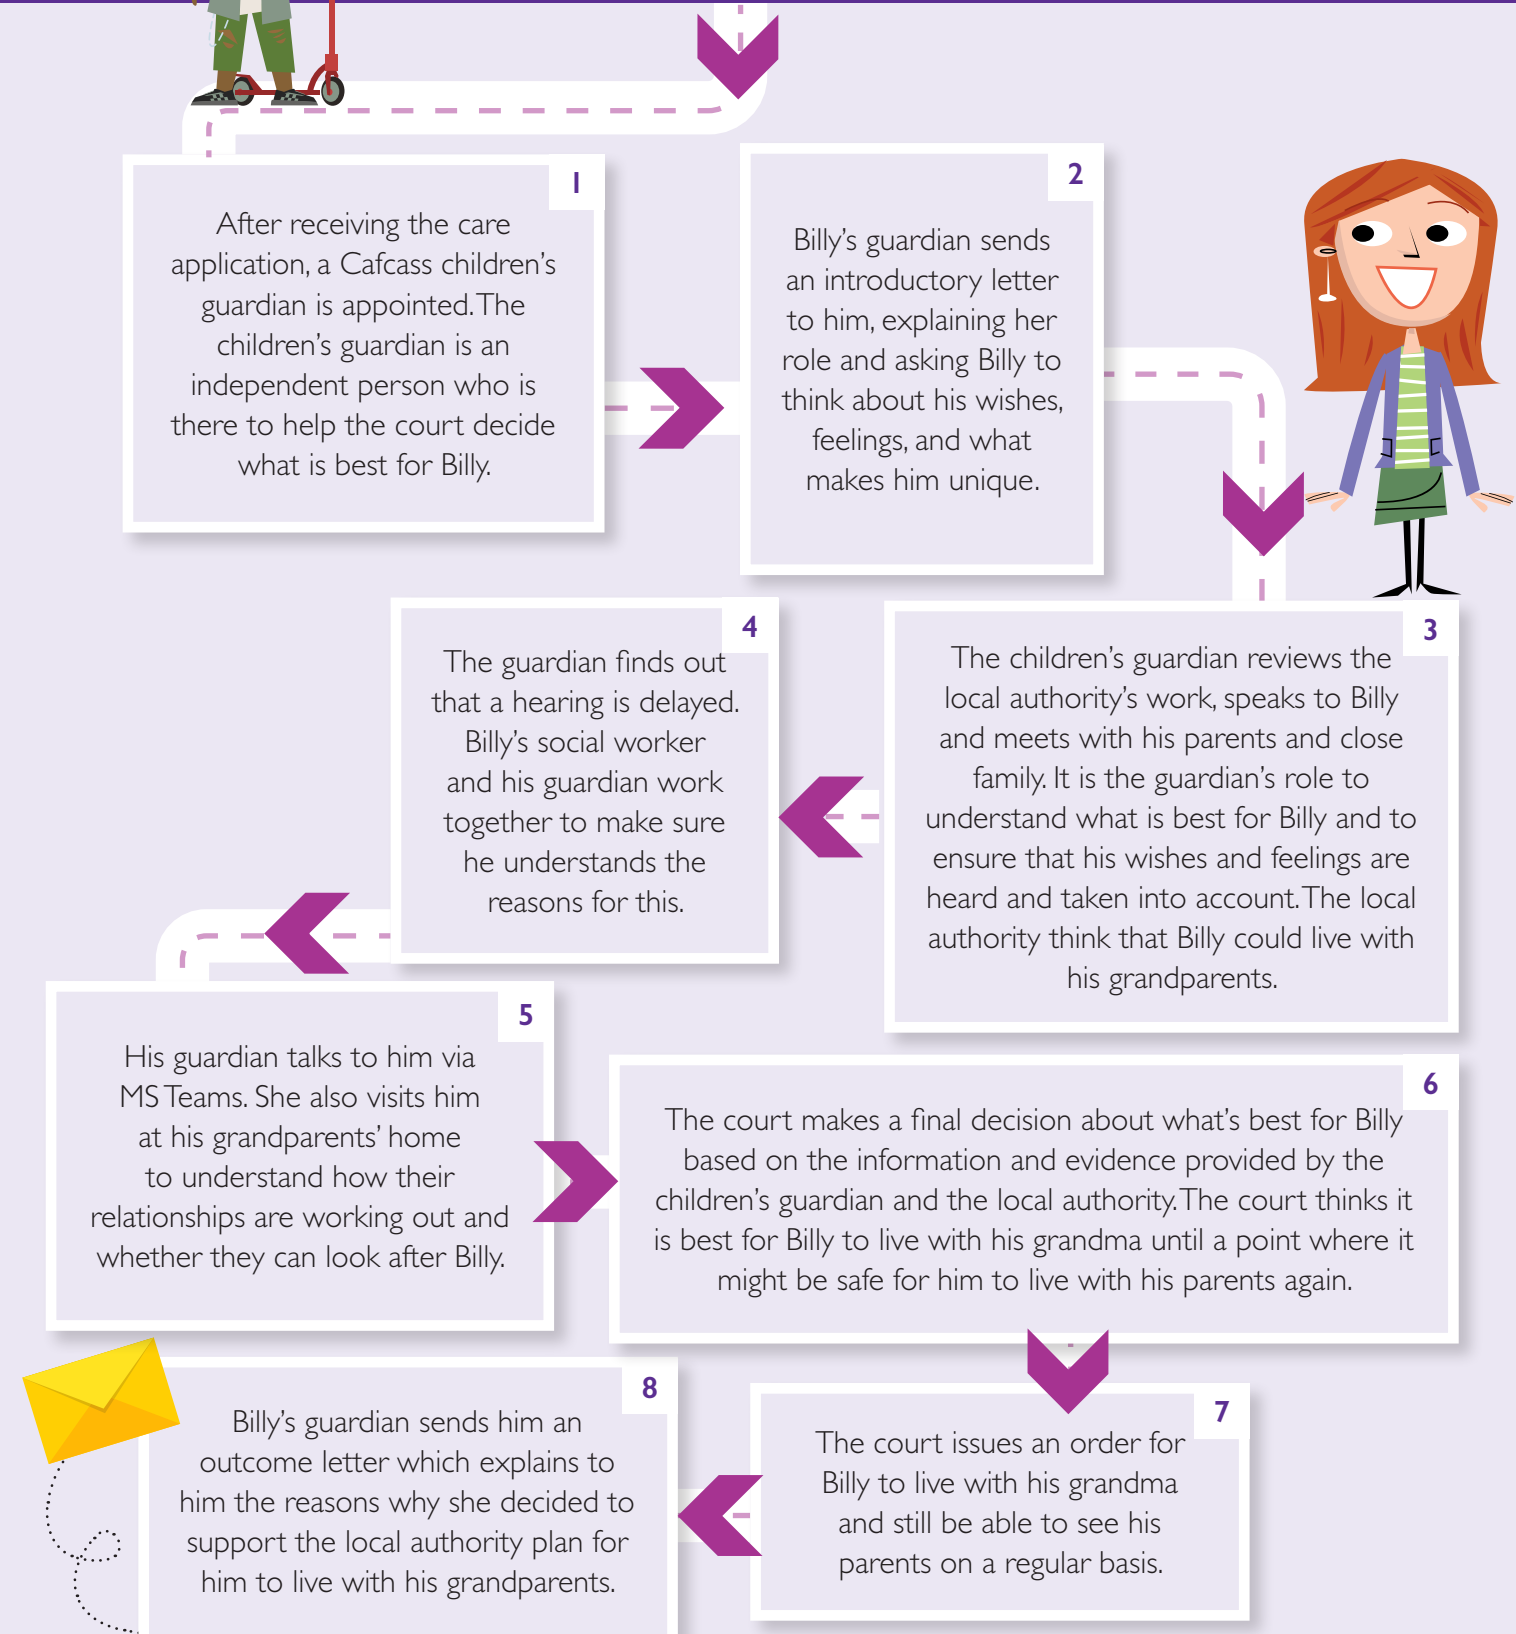 1
After receiving the care
application, a Cafcass children's
guardian is appointed. The
children's guardian is an
independent person who is
there to help the court decide
what is best for Billy.
2
Billy's guardian sends
an introductory letter
to him, explaining her
role and asking Billy to
think about his wishes,
feelings, and what
makes him unique.
3
The children's guardian reviews the
local authority's work, speaks to Billy
and meets with his parents and close
family. It is the guardian's role to
understand what is best for Billy and to
ensure that his wishes and feelings are
heard and taken into account. The local
authority think that Billy could live with
his grandparents.
4
The guardian finds out
that a hearing is delayed.
Billy's social worker
and his guardian work
together to make sure
he understands the
reasons for this.
5
His guardian talks to him via
MS Teams. She also visits him
at his grandparents' home
to understand how their
relationships are working out and
whether they can look after Billy.
6
The court makes a final decision about what's best for Billy
based on the information and evidence provided by the
children's guardian and the local authority. The court thinks it
is best for Billy to live with his grandma until a point where it
might be safe for him to live with his parents again.
7
The court issues an order for
Billy to live with his grandma
and still be able to see his
parents on a regular basis.
8
Billy's guardian sends him an
outcome letter which explains to
him the reasons why she decided to
support the local authority plan for
him to live with his grandparents.